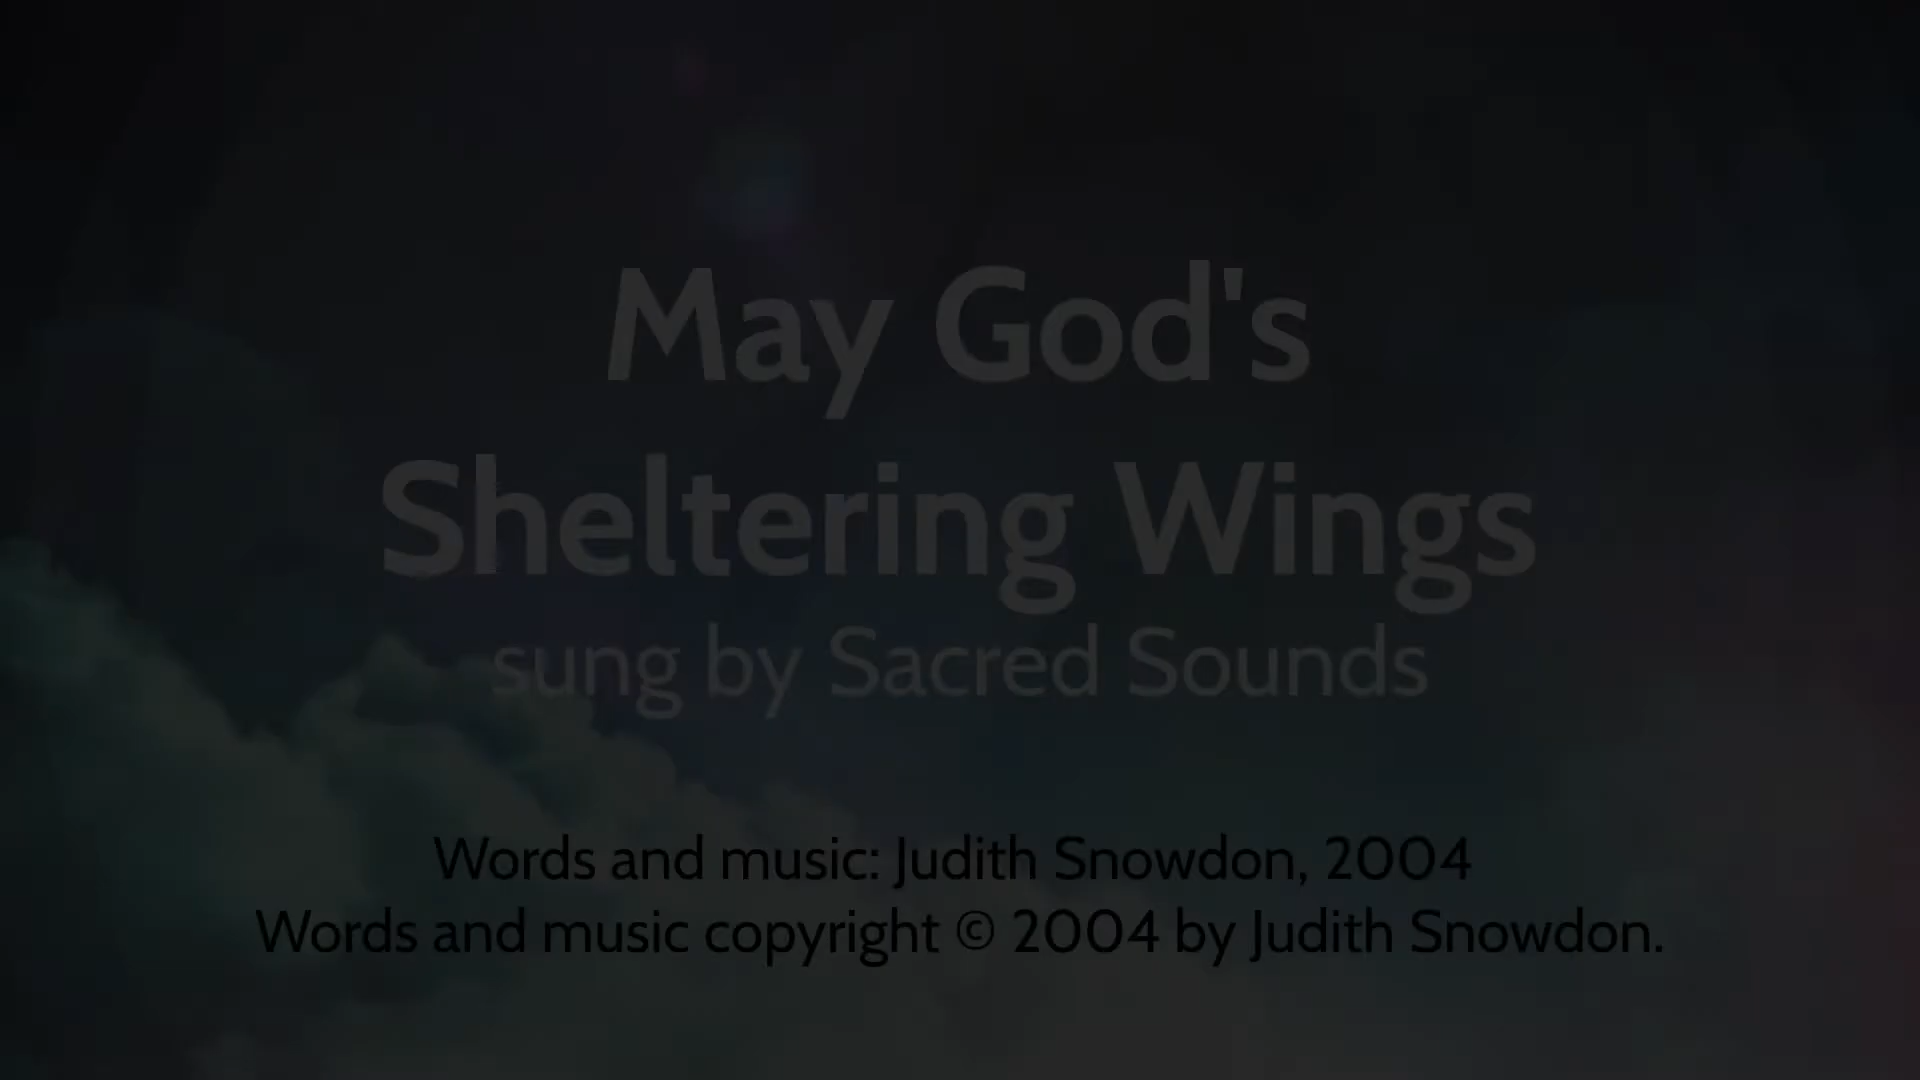 May God's
Sheltering Wings
sung by Sacred Sounds
Words and music: Judith Snowdon, 2004
Words and music copyright © 2004 by Judith Snowdon.